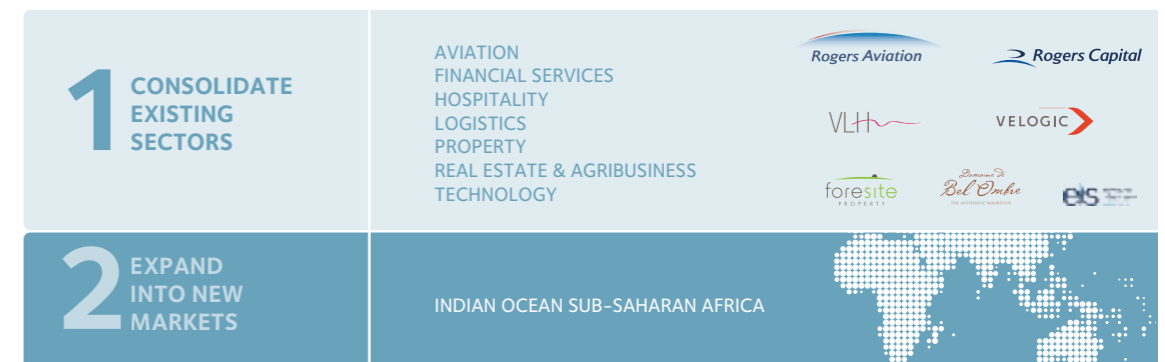 1
CONSOLIDATE
EXISTING
SECTORS
AVIATION
FINANCIAL SERVICES
HOSPITALITY
LOGISTICS
PROPERTY
REAL ESTATE & AGRIBUSINESS
TECHNOLOGY
Rogers Aviation
Rogers Capital
VLH
VELOGIC
foresite
PROPERTY
Domaine de
Bel Ombre
THE AUTHENTIC MAURITIUS
eis
2
EXPAND
INTO NEW
MARKETS
INDIAN OCEAN SUB-SAHARAN AFRICA